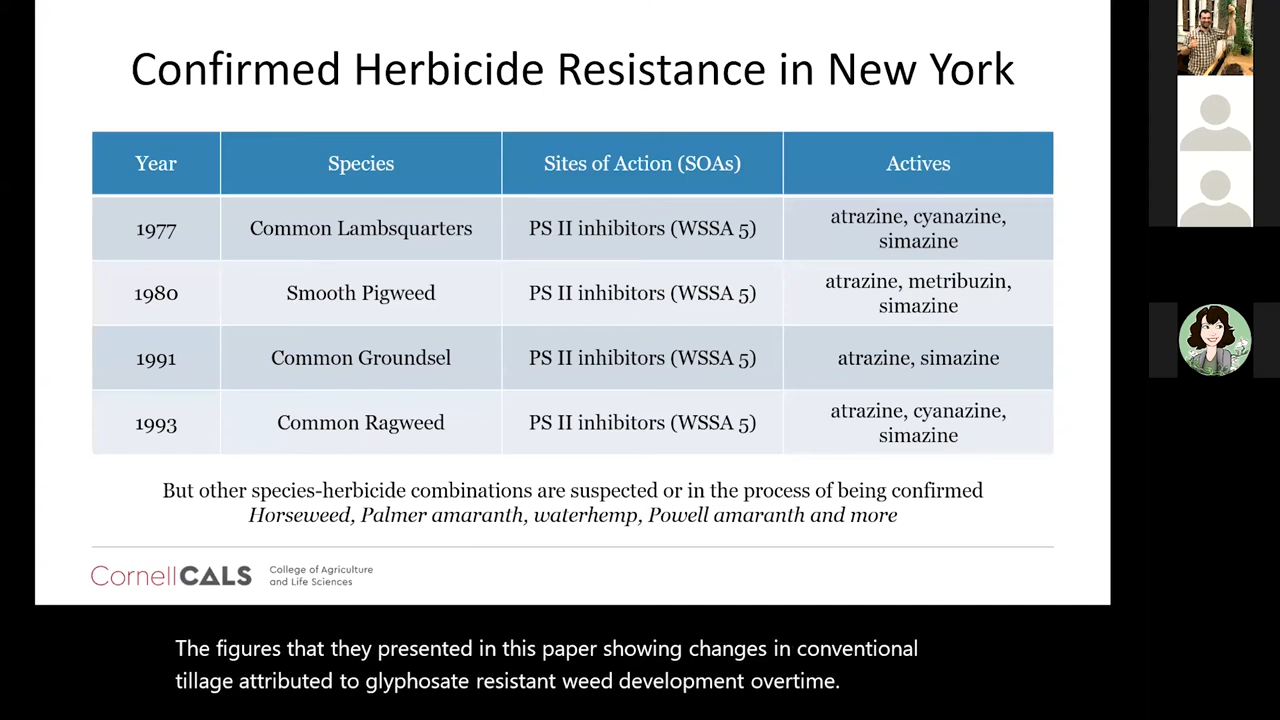 Confirmed Herbicide Resistance in New York
Year Species Sites of Action (SOAs) Actives
1977 Common Lambsquarters PS II inhibitors (WSSA 5) atrazine, cyanazine,
simazine
1980 Smooth Pigweed PS II inhibitors (WSSA 5) atrazine, metribuzin,
simazine
1991 Common Groundsel PS II inhibitors (WSSA 5) atrazine, simazine
1993 Common Ragweed PS II inhibitors (WSSA 5) atrazine, cyanazine,
simazine
But other species-herbicide combinations are suspected or in the process of being confirmed
Horseweed, Palmer amaranth, waterhemp, Powell amaranth and more
CornellCALS College of Agriculture
and Life Sciences
The figures that they presented in this paper showing changes in conventional
tillage attributed to glyphosate resistant weed development overtime.